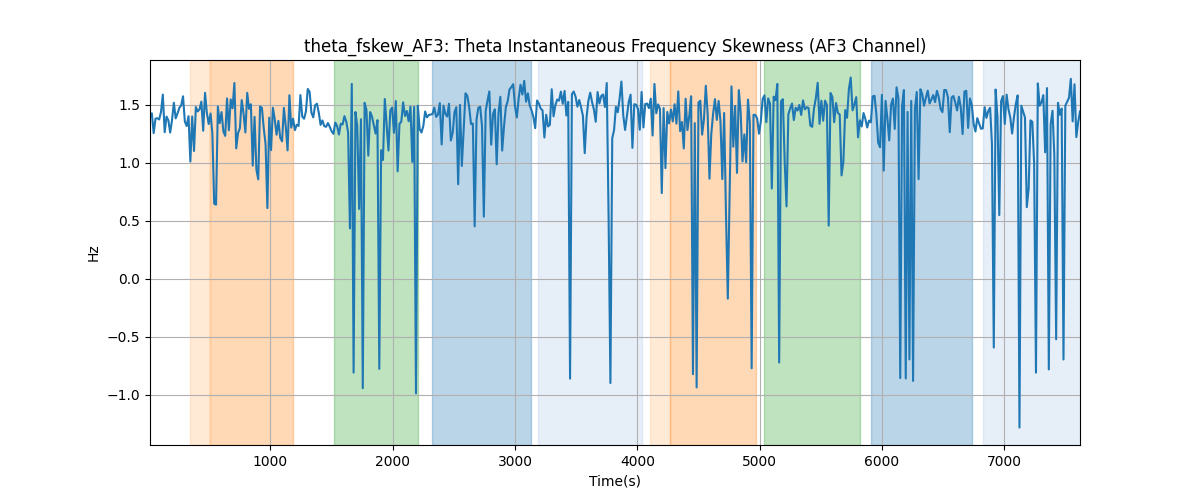 theta_fskew_AF3: Theta Instantaneous Frequency Skewness (AF3 Channel)
1.5
1.0
0.5
0.0
−0.5
−1.0
Hz
1000 2000 3000 4000 5000 6000 7000
Time(s)